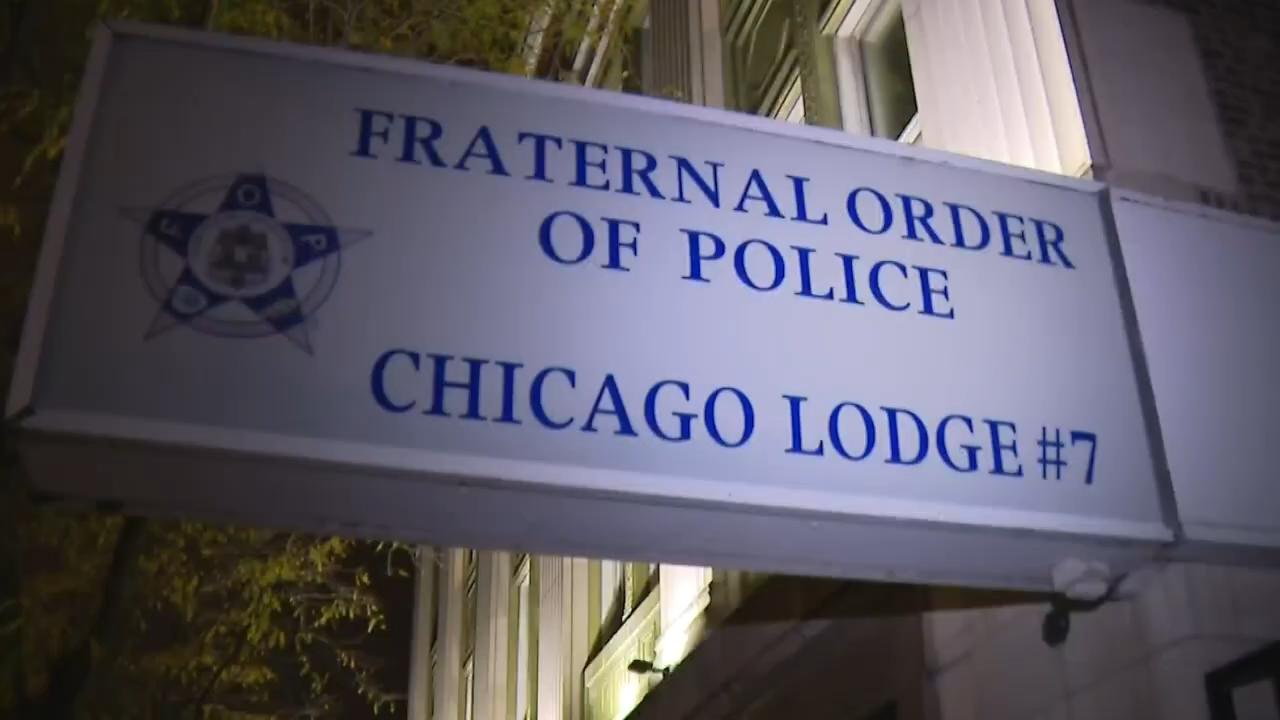 FRATERNAL ORDER
OF POLICE
CHICAGO LODGE #7
F O P